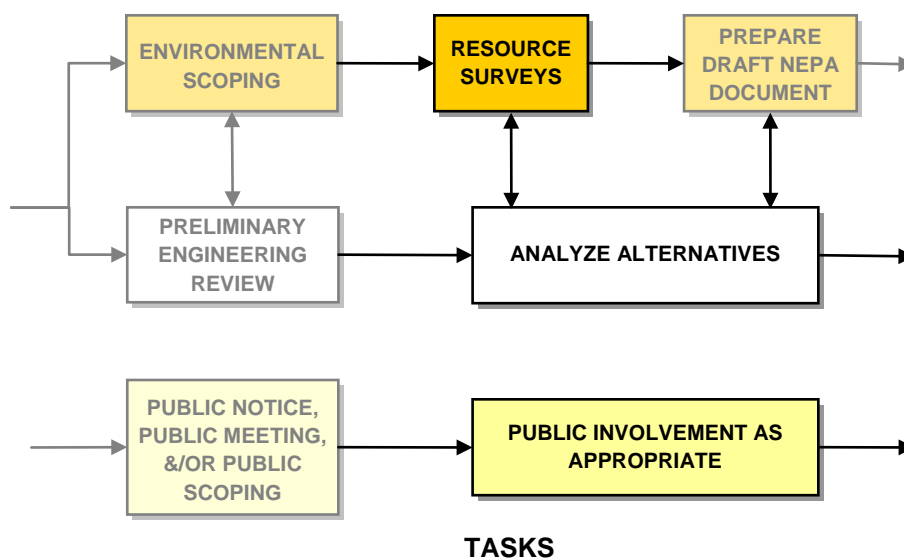 ENVIRONMENTAL
SCOPING
RESOURCE
SURVEYS
PREPARE
DRAFT NEPA
DOCUMENT
PRELIMINARY
ENGINEERING
REVIEW
ANALYZE ALTERNATIVES
PUBLIC NOTICE,
PUBLIC MEETING,
&/OR PUBLIC
SCOPING
PUBLIC INVOLVEMENT AS
APPROPRIATE
TASKS